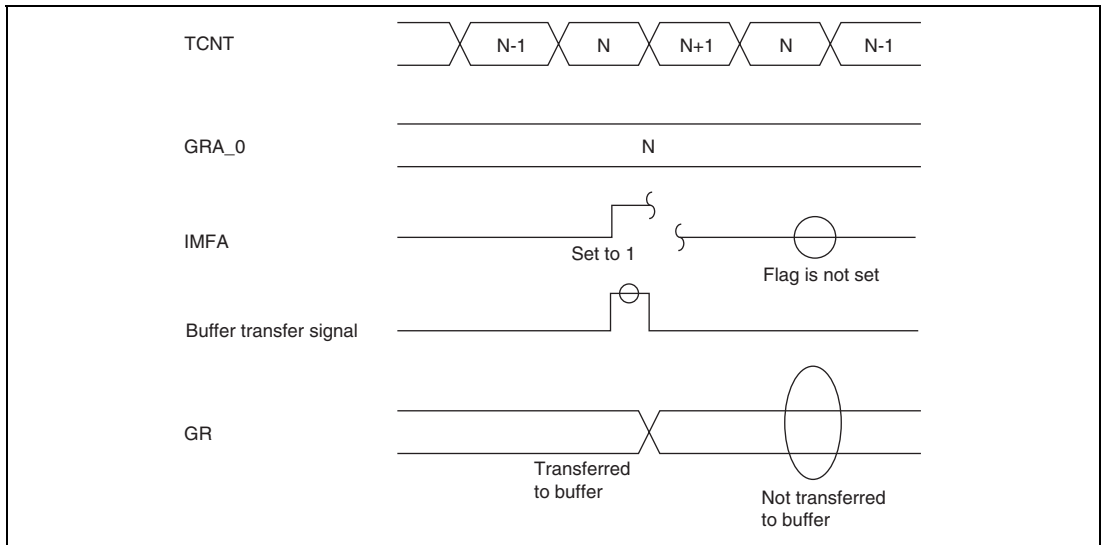 TCNT
N-1 N N+1 N N-1
GRA_0
N
IMFA
Set to 1
Flag is not set
Buffer transfer signal
GR
Transferred
to buffer
Not transferred
to buffer